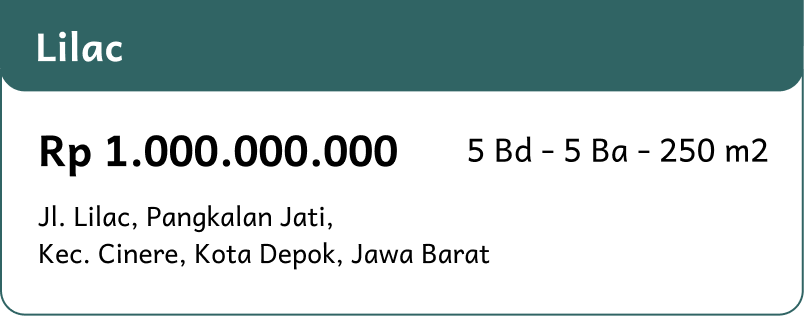 Lilac
Rp 1.000.000.000
5 Bd - 5 Ba - 250 m2
Jl. Lilac, Pangkalan Jati,
Kec. Cinere, Kota Depok, Jawa Barat